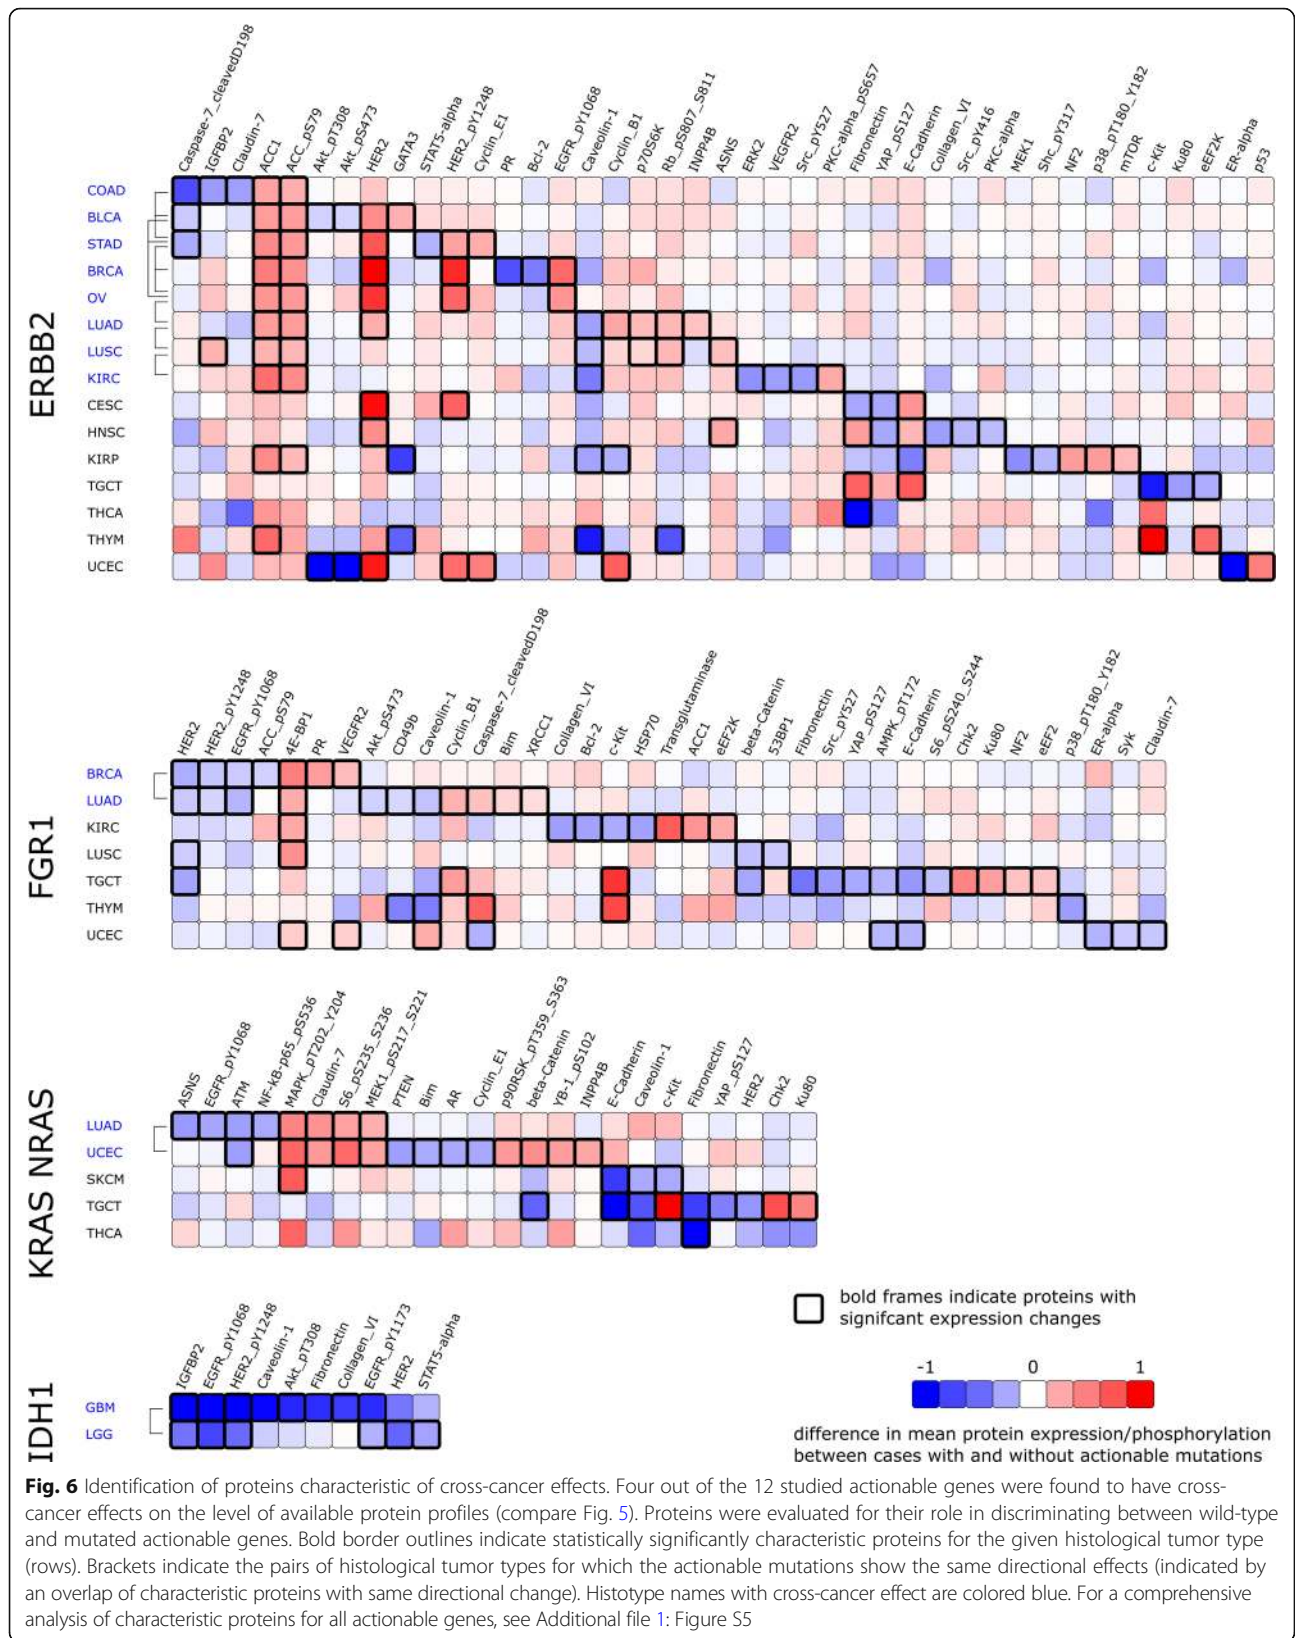 ERBB2
Caspase-7_cleavedD198
IGFBP2
Claudin-7
ACC1
ACC_pS79
Akt_pT308
Akt_pS473
HER2
GATA3
STAT5-alpha
HER2_pY1248
Cyclin_E1
PR
Bcl-2
EGFR_pY1068
Caveolin-1
Cyclin_B1
p70S6K
Rb_pS807_S811
INPP4B
ASNS
ERK2
VEGFR2
Src_pY527
PKC-alpha_pS657
Fibronectin
YAP_pS127
E-Cadherin
Collagen_VI
Src_pY416
PKC-alpha
MEK1
Shc_pY317
NF2
p38_pT180_Y182
mTOR
c-Kit
Ku80
eEF2K
ER-alpha
p53
COAD
BLCA
STAD
BRCA
OV
LUAD
LUSC
KIRC
CESC
HNSC
KIRP
TGCT
THCA
THYM
UCEC
FGR1
HER2
HER2_pY1248
EGFR_pY1068
ACC_pS79
4E-BP1
PR
VEGFR2
Akt_pS473
CD49b
Caveolin-1
Cyclin_B1
Caspase-7_cleavedD198
Bim
XRCC1
Collagen_VI
Bcl-2
c-Kit
HSP70
Transglutaminase
ACC1
eEF2K
beta-Catenin
53BP1
Fibronectin
Src_pY527
YAP_pS127
AMPK_pT172
E-Cadherin
S6_pS240_S244
Chk2
Ku80
NF2
eEF2
p38_pT180_Y182
ER-alpha
Syk
Claudin-7
BRCA
LUAD
KIRC
LUSC
TGCT
THYM
UCEC
KRAS NRAS
ASNS
EGFR_pY1068
ATM
NF-kB-p65_pS536
MAPK_pT202_Y204
Claudin-7
S6_pS235_S236
MEK1_pS217_S221
PTEN
Bim
AR
Cyclin_E1
p90RSK_pT359_S363
beta-Catenin
YB-1_pS102
INPP4B
E-Cadherin
Caveolin-1
c-Kit
Fibronectin
YAP_pS127
HER2
Chk2
Ku80
LUAD
UCEC
SKCM
TGCT
THCA
IDH1
IGFBP2
EGFR_pY1068
HER2_pY1248
Caveolin-1
Akt_pT308
Fibronectin
Collagen_VI
EGFR_pY1173
HER2
STAT5-alpha
GBM
LGG
bold frames indicate proteins with
signifcant expression changes
-1 0 1
difference in mean protein expression/phosphorylation
between cases with and without actionable mutations
Fig. 6 Identification of proteins characteristic of cross-cancer effects. Four out of the 12 studied actionable genes were found to have cross-
cancer effects on the level of available protein profiles (compare Fig. 5). Proteins were evaluated for their role in discriminating between wild-type
and mutated actionable genes. Bold border outlines indicate statistically significantly characteristic proteins for the given histological tumor type
(rows). Brackets indicate the pairs of histological tumor types for which the actionable mutations show the same directional effects (indicated by
an overlap of characteristic proteins with same directional change). Histotype names with cross-cancer effect are colored blue. For a comprehensive
analysis of characteristic proteins for all actionable genes, see Additional file 1: Figure S5